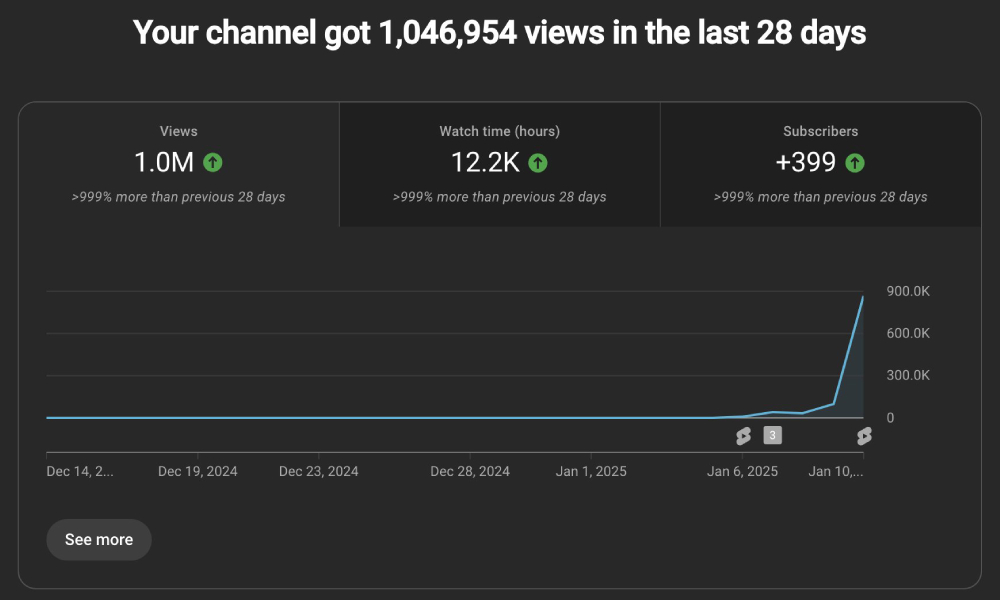 Your channel got 1,046,954 views in the last 28 days
Views
1.0M
>999% more than previous 28 days
Watch time (hours)
12.2K
>999% more than previous 28 days
Subscribers
+399
>999% more than previous 28 days
900.0K
600.0K
300.0K
0
3
Dec 14, 2... Dec 19, 2024 Dec 23, 2024 Dec 28, 2024 Jan 1, 2025 Jan 6, 2025 Jan 10,...
See more